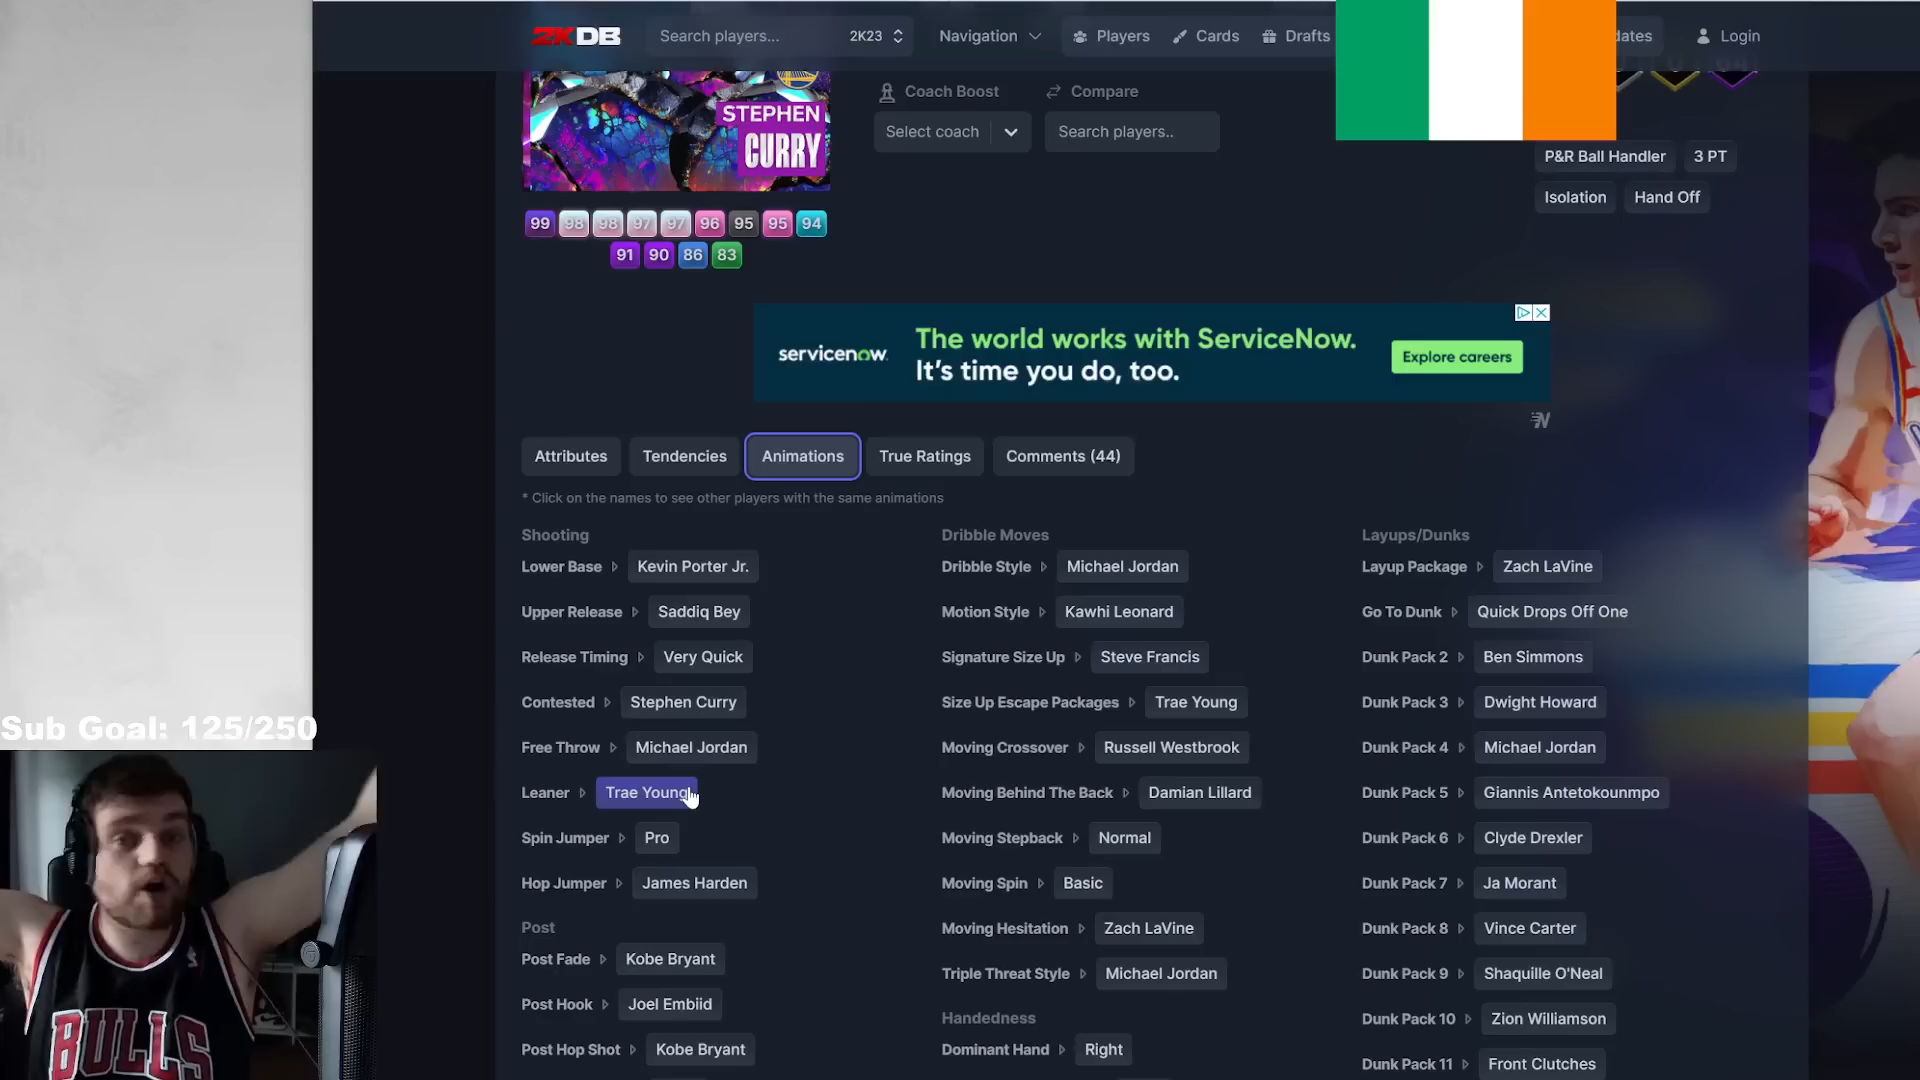 2KDB
Search players...
2K23
Navigation
Players
Cards
Drafts
Login
STEPHEN
CURRY
Coach Boost
Select coach
Compare
Search players..
P&R Ball Handler
3 PT
Isolation
Hand Off
99 98 98 97 97 96 95 95 94
91 90 86 83
servicenow
The world works with ServiceNow.
It's time you do, too.
Explore careers
Attributes
Tendencies
Animations
True Ratings
Comments (44)
* Click on the names to see other players with the same animations
Shooting
Lower Base Kevin Porter Jr.
Upper Release Saddiq Bey
Release Timing Very Quick
Contested Stephen Curry
Free Throw Michael Jordan
Leaner Trae Young
Spin Jumper Pro
Hop Jumper James Harden
Post
Post Fade Kobe Bryant
Post Hook Joel Embiid
Post Hop Shot Kobe Bryant
Dribble Moves
Dribble Style Michael Jordan
Motion Style Kawhi Leonard
Signature Size Up Steve Francis
Size Up Escape Packages Trae Young
Moving Crossover Russell Westbrook
Moving Behind The Back Damian Lillard
Moving Stepback Normal
Moving Spin Basic
Moving Hesitation Zach LaVine
Triple Threat Style Michael Jordan
Handedness
Dominant Hand Right
Layups/Dunks
Layup Package Zach LaVine
Go To Dunk Quick Drops Off One
Dunk Pack 2 Ben Simmons
Dunk Pack 3 Dwight Howard
Dunk Pack 4 Michael Jordan
Dunk Pack 5 Giannis Antetokounmpo
Dunk Pack 6 Clyde Drexler
Dunk Pack 7 Ja Morant
Dunk Pack 8 Vince Carter
Dunk Pack 9 Shaquille O'Neal
Dunk Pack 10 Zion Williamson
Dunk Pack 11 Front Clutches
Sub Goal: 125/250
BULLS